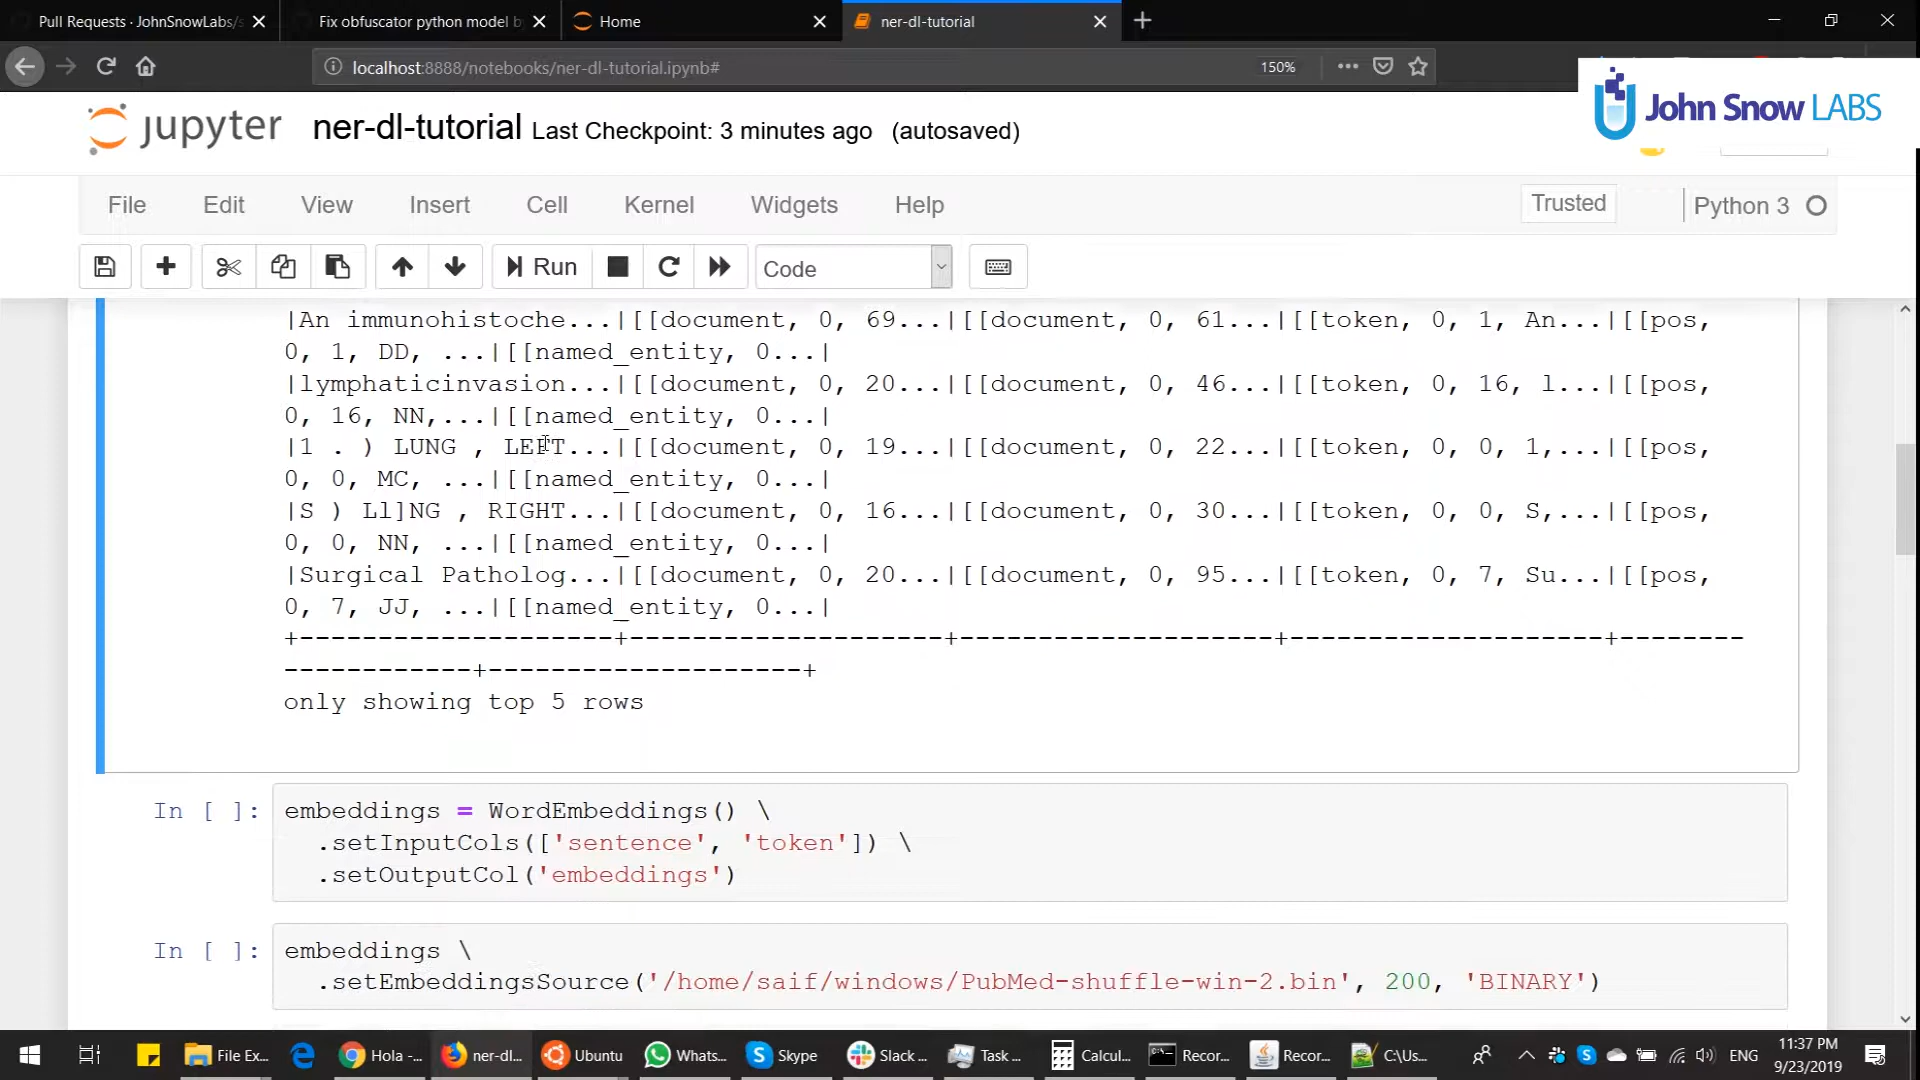 Pull Requests · JohnSnowLabs/s
Fix obfuscator python model by
Home
ner-dl-tutorial
localhost:8888/notebooks/ner-dl-tutorial.ipynb#
150%
John Snow LABS
jupyter
ner-dl-tutorial Last Checkpoint: 3 minutes ago (autosaved)
File Edit View Insert Cell Kernel Widgets Help
Trusted
Python 3
Run
Code
|An immunohistoche...|[[document, 0, 69...|[[document, 0, 61...|[[token, 0, 1, An...|[[pos,
0, 1, DD, ...|[[named_entity, 0...|
|lymphaticinvasion...|[[document, 0, 20...|[[document, 0, 46...|[[token, 0, 16, l...|[[pos,
0, 16, NN,...|[[named_entity, 0...|
|1 . ) LUNG , LEFT...|[[document, 0, 19...|[[document, 0, 22...|[[token, 0, 0, 1,...|[[pos,
0, 0, MC, ...|[[named_entity, 0...|
|S ) Ll]NG , RIGHT...|[[document, 0, 16...|[[document, 0, 30...|[[token, 0, 0, S,...|[[pos,
0, 0, NN, ...|[[named_entity, 0...|
|Surgical Patholog...|[[document, 0, 20...|[[document, 0, 95...|[[token, 0, 7, Su...|[[pos,
0, 7, JJ, ...|[[named_entity, 0...|
+--------------------+--------------------+--------------------+--------------------+--------
------------+--------------------+
only showing top 5 rows
In [ ]: embeddings = WordEmbeddings() \
.setInputCols(['sentence', 'token']) \
.setOutputCol('embeddings')
In [ ]: embeddings \
.setEmbeddingsSource('/home/saif/windows/PubMed-shuffle-win-2.bin', 200, 'BINARY')
File Ex...
Hola -...
ner-dl...
Ubuntu
Whats...
Skype
Slack ...
Task ...
Calcul...
Recor...
Recor...
C:\Us...
ENG
11:37 PM
9/23/2019